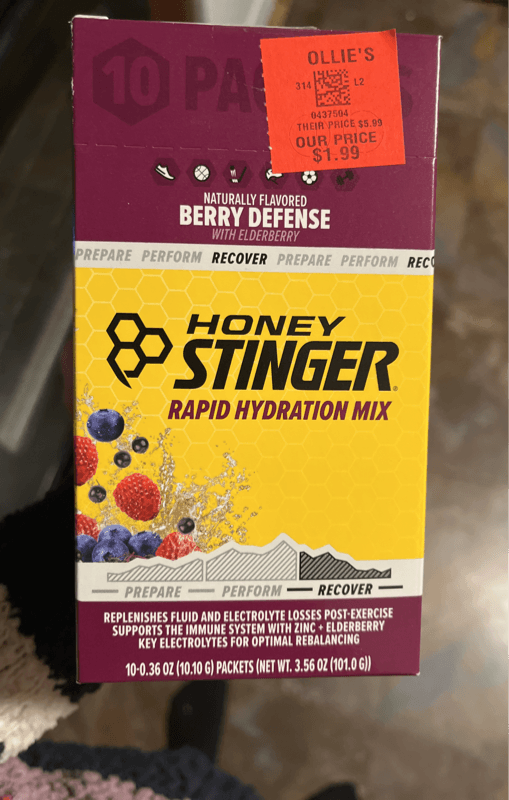 10 PA
OLLIE'S
314 L2
0437504
THEIR PRICE $5.99
OUR PRICE
$1.99
NATURALLY FLAVORED
BERRY DEFENSE
WITH ELDERBERRY
PREPARE PERFORM RECOVER PREPARE PERFORM RECO
HONEY
STINGER
RAPID HYDRATION MIX
PREPARE PERFORM RECOVER
REPLENISHES FLUID AND ELECTROLYTE LOSSES POST-EXERCISE
SUPPORTS THE IMMUNE SYSTEM WITH ZINC + ELDERBERRY
KEY ELECTROLYTES FOR OPTIMAL REBALANCING
10-0.36 OZ (10.10 G) PACKETS (NET WT. 3.56 OZ (101.0 G))